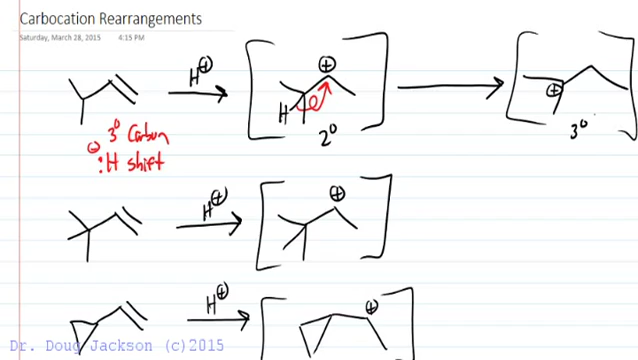 Carbocation Rearrangements
Saturday, March 28, 2015 4:15 PM
H⊕ ⊕ ⊕
H
2° 3°
3° Carbon
⊖
:H shift
H⊕ ⊕
H⊕ ⊕
Dr. Doug Jackson (c)2015